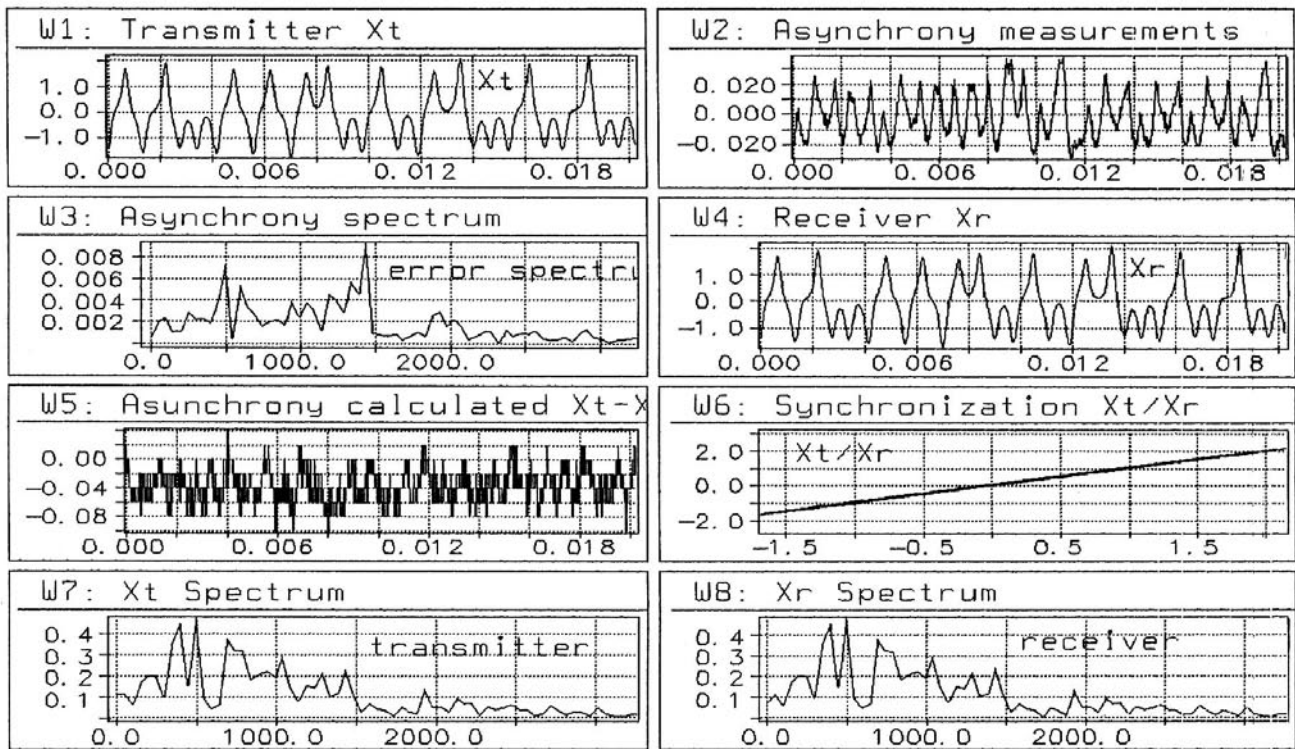 W1: Transmitter Xt
Xt
1.0
0.0
-1.0
0.000 0.006 0.012 0.018
W2: Asynchrony measurements
0.020
0.000
-0.020
0.000 0.006 0.012 0.018
W3: Asynchrony spectrum
error spectru
0.008
0.006
0.004
0.002
0.0 1000.0 2000.0
W4: Receiver Xr
Xr
1.0
0.0
-1.0
0.000 0.006 0.012 0.018
W5: Asunchrony calculated Xt-X
0.00
-0.04
-0.08
0.000 0.006 0.012 0.018
W6: Synchronization Xt/Xr
Xt/Xr
2.0
0.0
-2.0
-1.5 -0.5 0.5 1.5
W7: Xt Spectrum
transmitter
0.4
0.3
0.2
0.1
0.0 1000.0 2000.0
W8: Xr Spectrum
receiver
0.4
0.3
0.2
0.1
0.0 1000.0 2000.0